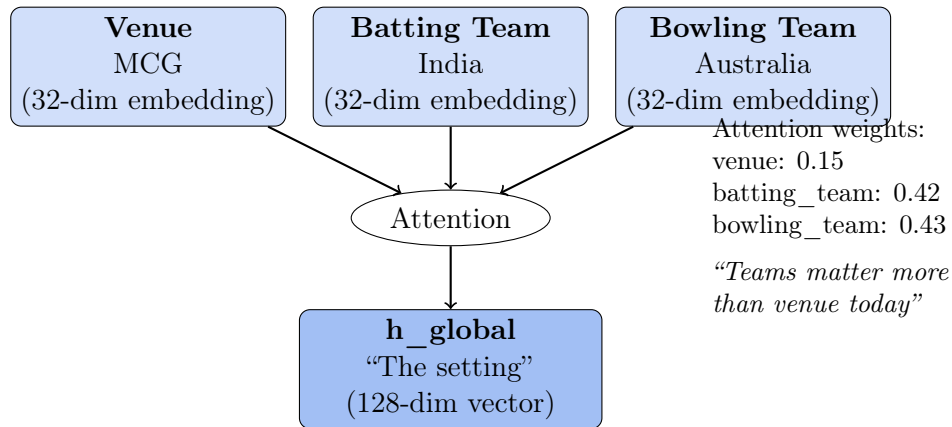 Venue
MCG
(32-dim embedding)
Batting Team
India
(32-dim embedding)
Bowling Team
Australia
(32-dim embedding)
Attention weights:
venue: 0.15
batting_team: 0.42
bowling_team: 0.43
“Teams matter more
than venue today”
Attention
h_global
“The setting”
(128-dim vector)